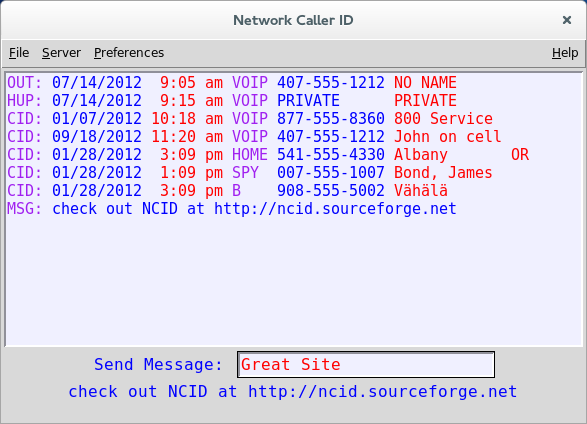 Network Caller ID
File Server Preferences Help
OUT: 07/14/2012  9:05 am VOIP 407-555-1212 NO NAME
HUP: 07/14/2012  9:15 am VOIP PRIVATE      PRIVATE
CID: 01/07/2012 10:18 am VOIP 877-555-8360 800 Service
CID: 09/18/2012 11:20 am VOIP 407-555-1212 John on cell
CID: 01/28/2012  3:09 pm HOME 541-555-4330 Albany       OR
CID: 01/28/2012  1:09 pm SPY  007-555-1007 Bond, James
CID: 01/28/2012  3:09 pm B    908-555-5002 Vähälä
MSG: check out NCID at http://ncid.sourceforge.net
Send Message: Great Site
check out NCID at http://ncid.sourceforge.net